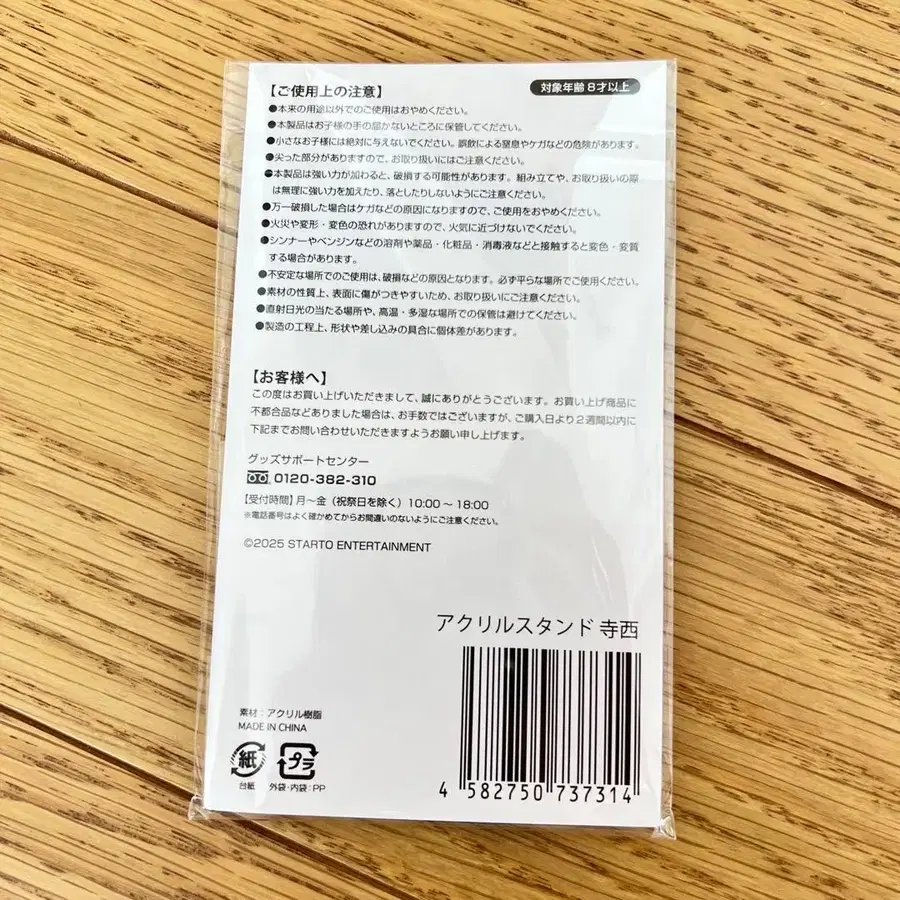 【ご使用上の注意】
対象年齢8才以上
●本来の用途以外でのご使用はおやめください。
●本製品はお子様の手の届かないところに保管してください。
●小さなお子様には絶対に与えないでください。誤飲による窒息やケガなどの危険があります。
●尖った部分がありますので、お取り扱いにはご注意ください。
●本製品は強い力が加わると、破損する可能性があります。組み立てや、お取り扱いの際
は無理に強い力を加えたり、落としたりしないようにご注意ください。
●万一破損した場合はケガなどの原因になりますので、ご使用をおやめください。
●火災や変形・変色の恐れがありますので、火気に近づけないでください。
●シンナーやベンジンなどの溶剤や薬品・化粧品・消毒液などと接触すると変色・変質
する場合があります。
●不安定な場所でのご使用は、破損などの原因となります。必ず平らな場所でご使用ください。
●素材の性質上、表面に傷がつきやすいため、お取り扱いにご注意ください。
●直射日光の当たる場所や、高温・多湿な場所での保管は避けてください。
●製造の工程上、形状や差し込みの具合に個体差があります。
【お客様へ】
この度はお買い上げいただきまして、誠にありがとうございます。お買い上げ商品に
不都合品などありました場合は、お手数ではございますが、ご購入日より2週間以内に
下記までお問い合わせいただきますようお願い申し上げます。
グッズサポートセンター
0120-382-310
【受付時間】月～金（祝祭日を除く）10:00～18:00
※電話番号はよく確かめてからお間違いのないようにご注意ください。
©2025 STARTO ENTERTAINMENT
アクリルスタンド 寺西
素材：アクリル樹脂
MADE IN CHINA
紙
プラ
台紙
外袋・内袋：PP
4 582750 737314